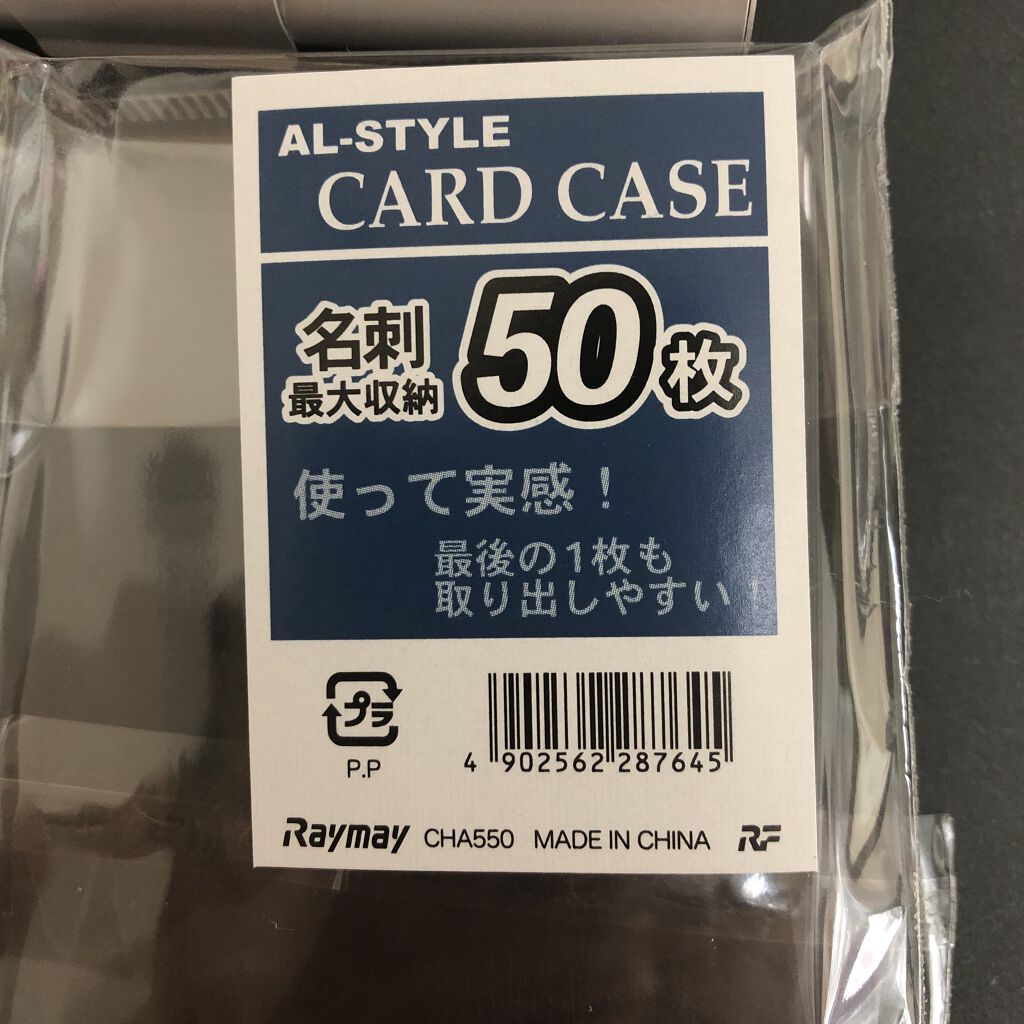 AL-STYLE
CARD CASE
名刺
最大収納
50枚
使って実感！
最後の1枚も
取り出しやすい！
プラ
P.P
4 902562 287645
Raymay CHA550 MADE IN CHINA RF